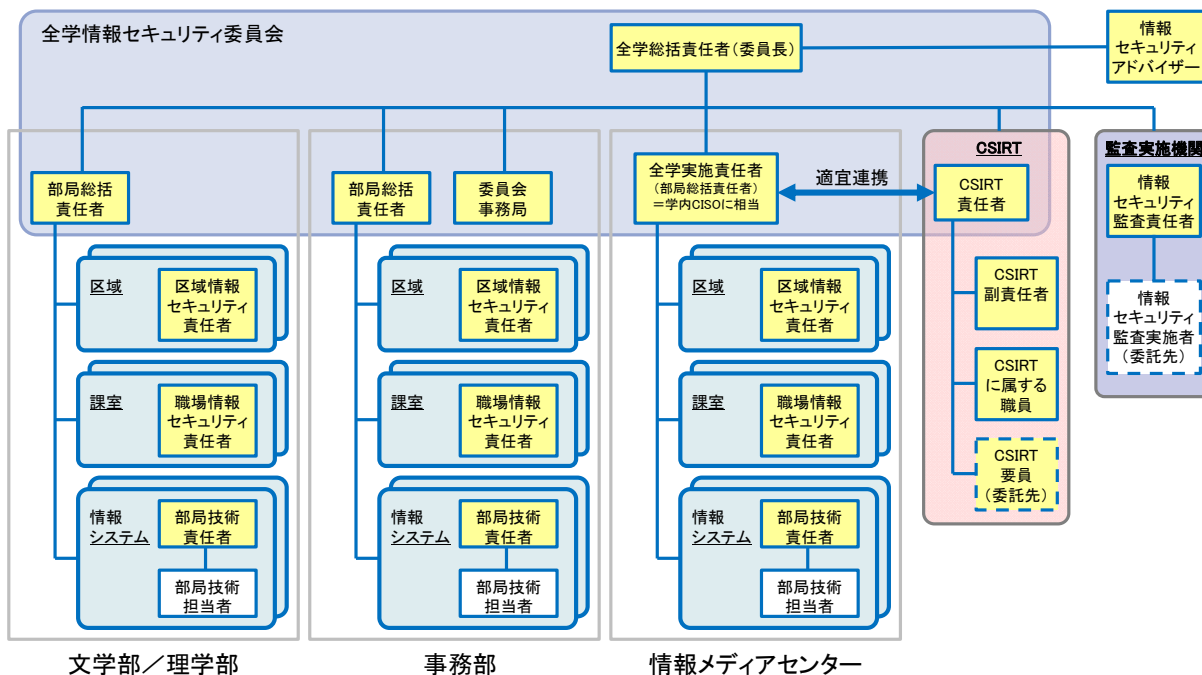 全学情報セキュリティ委員会
全学総括責任者（委員長）
情報
セキュリティ
アドバイザー
部局総括
責任者
部局総括
責任者
委員会
事務局
全学実施責任者
（部局総括責任者）
＝学内CISOに相当
適宜連携
CSIRT
CSIRT
責任者
CSIRT
副責任者
CSIRT
に属する
職員
CSIRT
要員
（委託先）
監査実施機関
情報
セキュリティ
監査責任者
情報
セキュリティ
監査実施者
（委託先）
区域
区域情報
セキュリティ
責任者
課室
職場情報
セキュリティ
責任者
情報
システム
部局技術
責任者
部局技術
担当者
文学部／理学部
区域
区域情報
セキュリティ
責任者
課室
職場情報
セキュリティ
責任者
情報
システム
部局技術
責任者
部局技術
担当者
事務部
区域
区域情報
セキュリティ
責任者
課室
職場情報
セキュリティ
責任者
情報
システム
部局技術
責任者
部局技術
担当者
情報メディアセンター